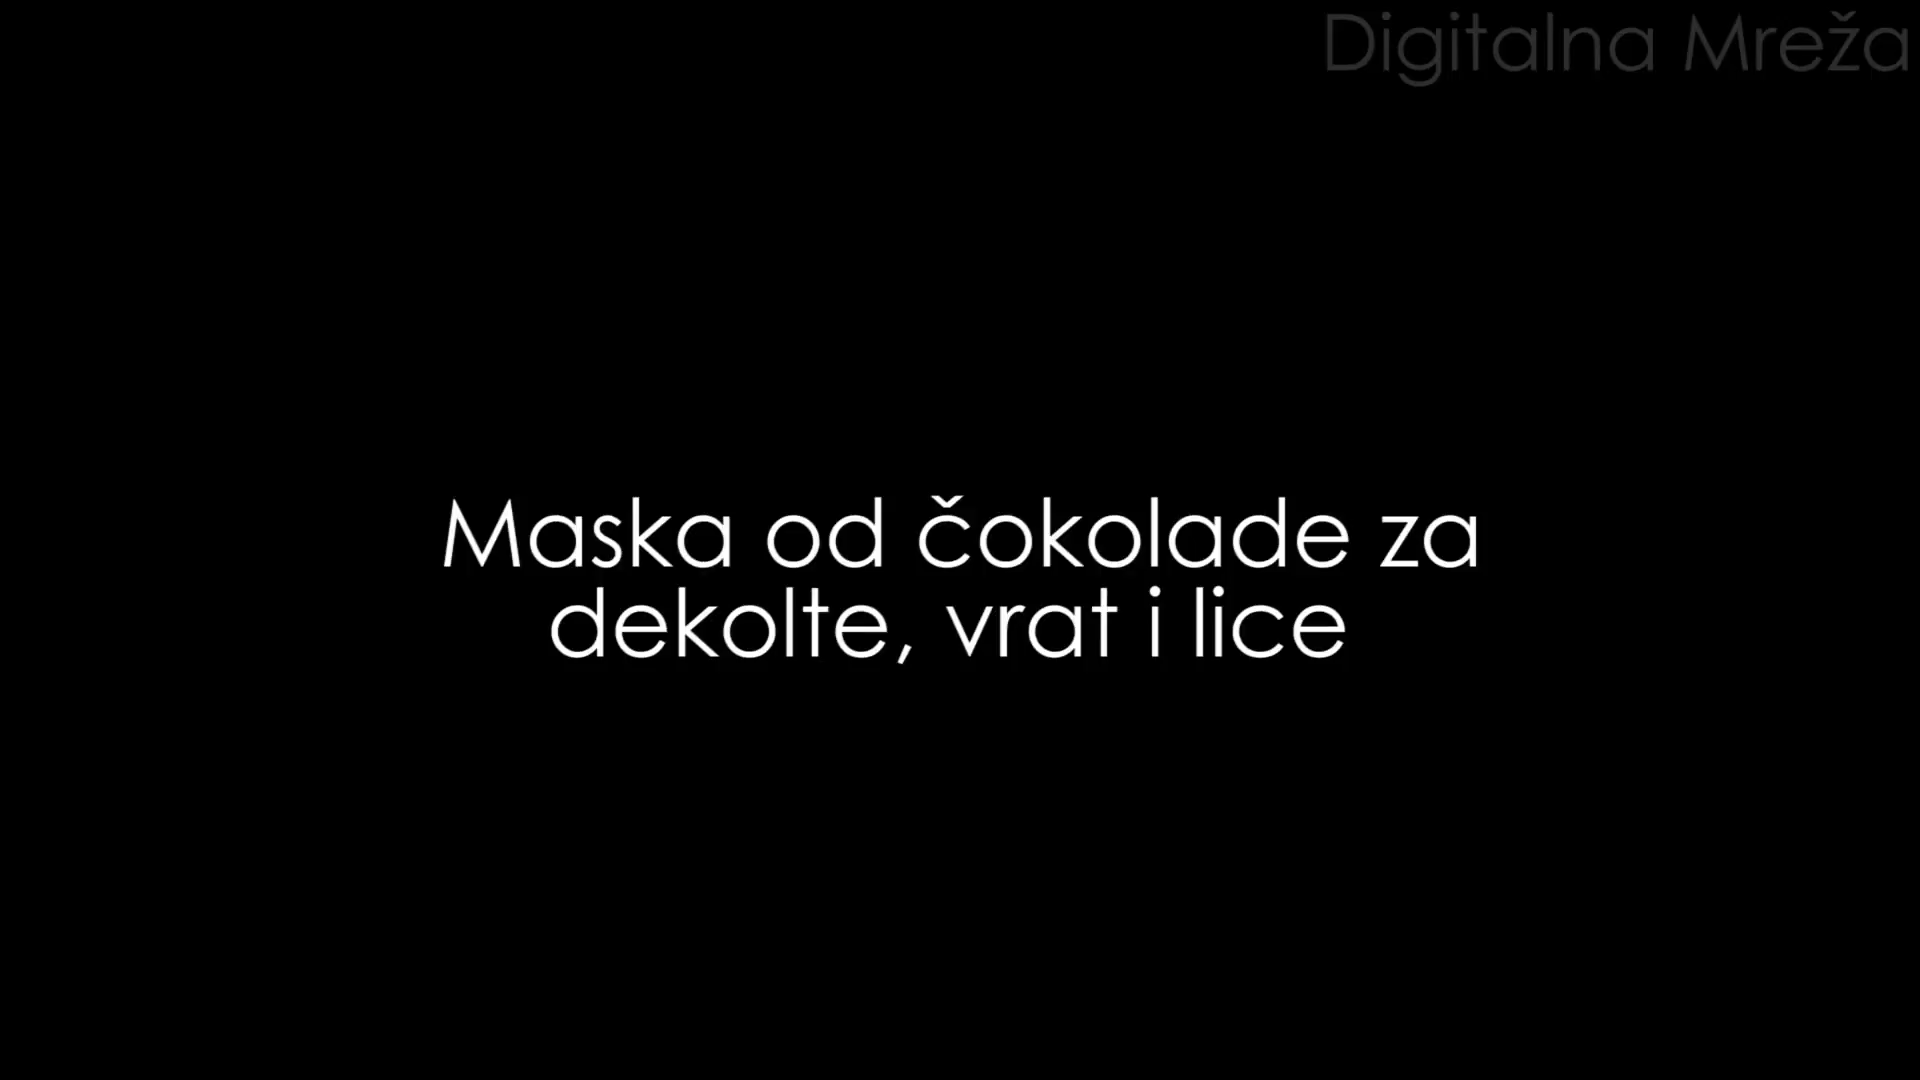 Digitalna Mreža
Maska od čokolade za
dekolte, vrat i lice